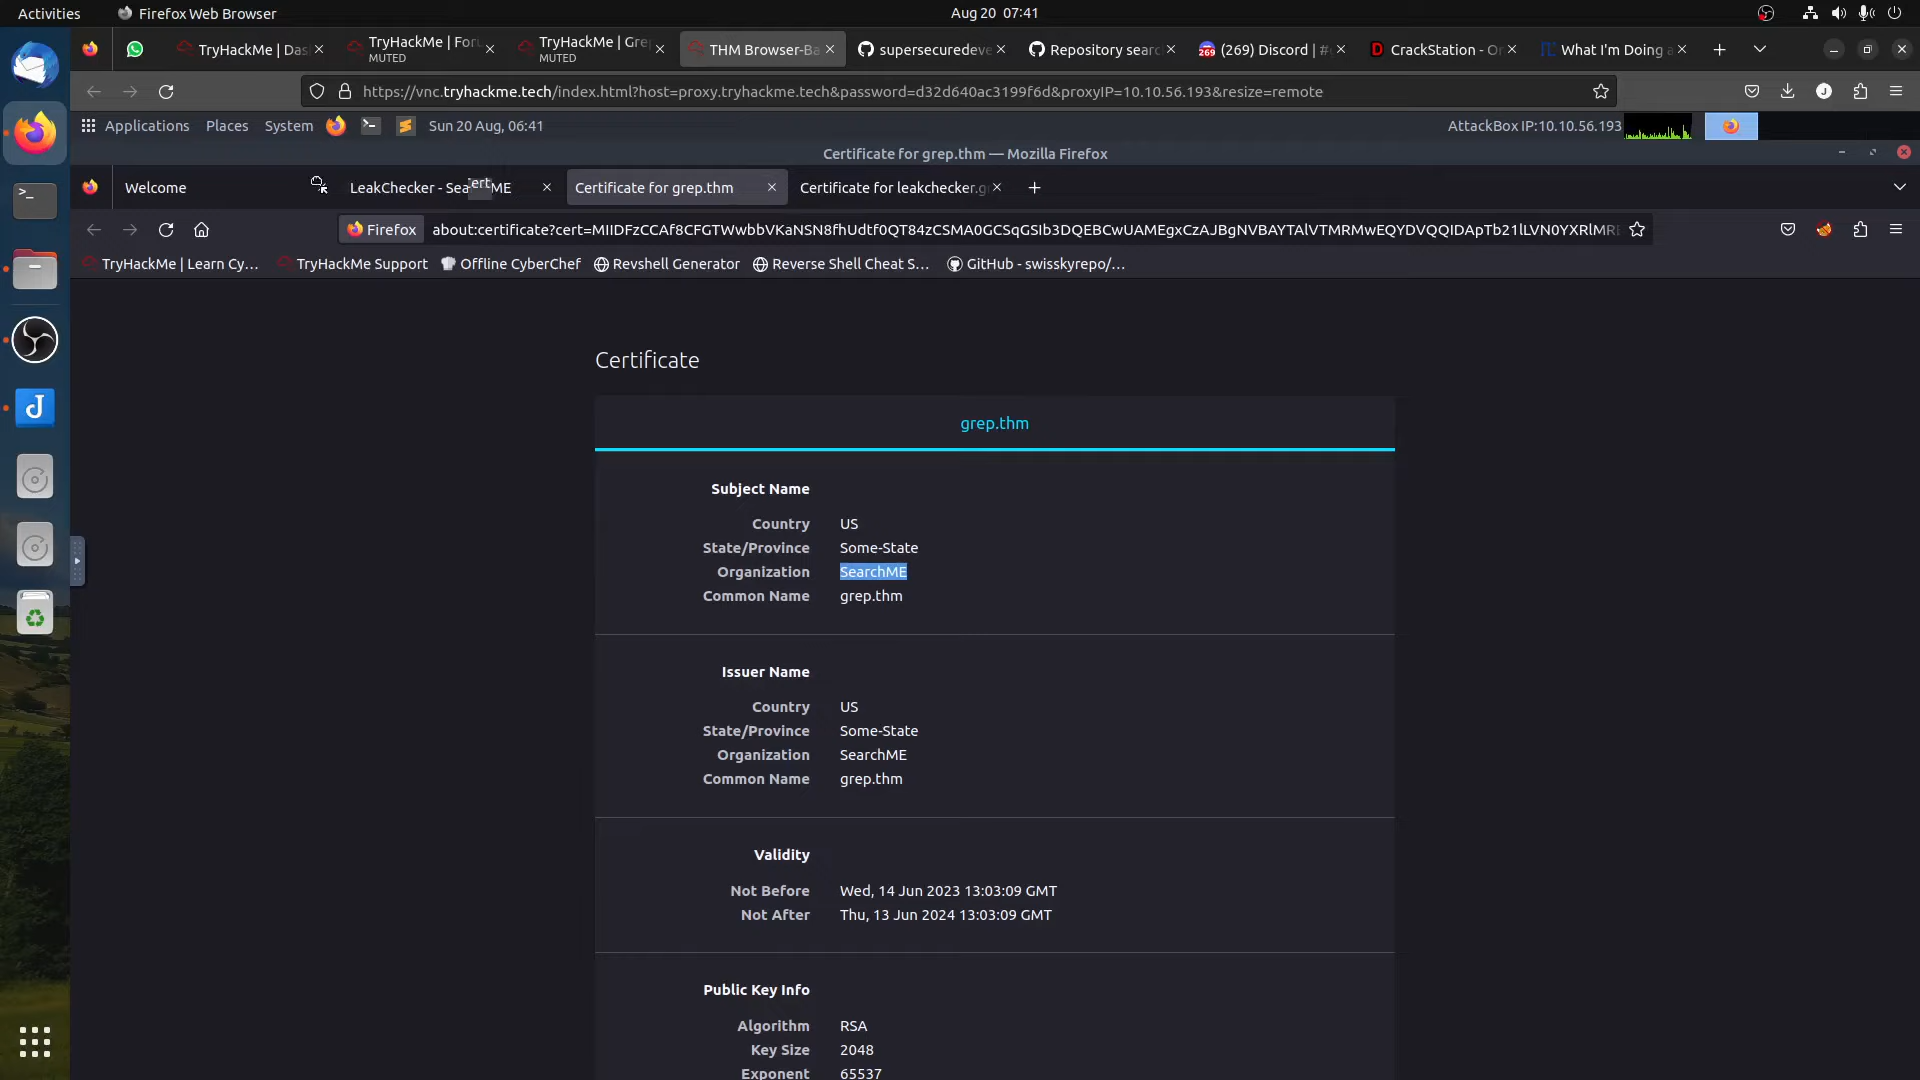 Activities
Firefox Web Browser
Aug 20 07:41
TryHackMe | Das
TryHackMe | For
MUTED
TryHackMe | Gre
MUTED
THM Browser-Ba
supersecuredeve
Repository searc
(269) Discord | #
CrackStation - O
What I'm Doing a
https://vnc.tryhackme.tech/index.html?host=proxy.tryhackme.tech&password=d32d640ac3199f6d&proxyIP=10.10.56.193&resize=remote
Applications
Places
System
Sun 20 Aug, 06:41
AttackBox IP:10.10.56.193
Certificate for grep.thm — Mozilla Firefox
Welcome
LeakChecker - Sea
ert
ME
Certificate for grep.thm
Certificate for leakchecker.g
Firefox
about:certificate?cert=MIIDFzCCAf8CFGTWwbbVKaNSN8fhUdtf0QT84zCSMA0GCSqGSIb3DQEBCwUAMEgxCzAJBgNVBAYTAlVTMRMwEQYDVQQIDApTb21lLVN0YXRlMR
TryHackMe | Learn Cy...
TryHackMe Support
Offline CyberChef
Revshell Generator
Reverse Shell Cheat S...
GitHub - swisskyrepo/...
Certificate
grep.thm
Subject Name
Country US
State/Province Some-State
Organization SearchME
Common Name grep.thm
Issuer Name
Country US
State/Province Some-State
Organization SearchME
Common Name grep.thm
Validity
Not Before Wed, 14 Jun 2023 13:03:09 GMT
Not After Thu, 13 Jun 2024 13:03:09 GMT
Public Key Info
Algorithm RSA
Key Size 2048
Exponent 65537